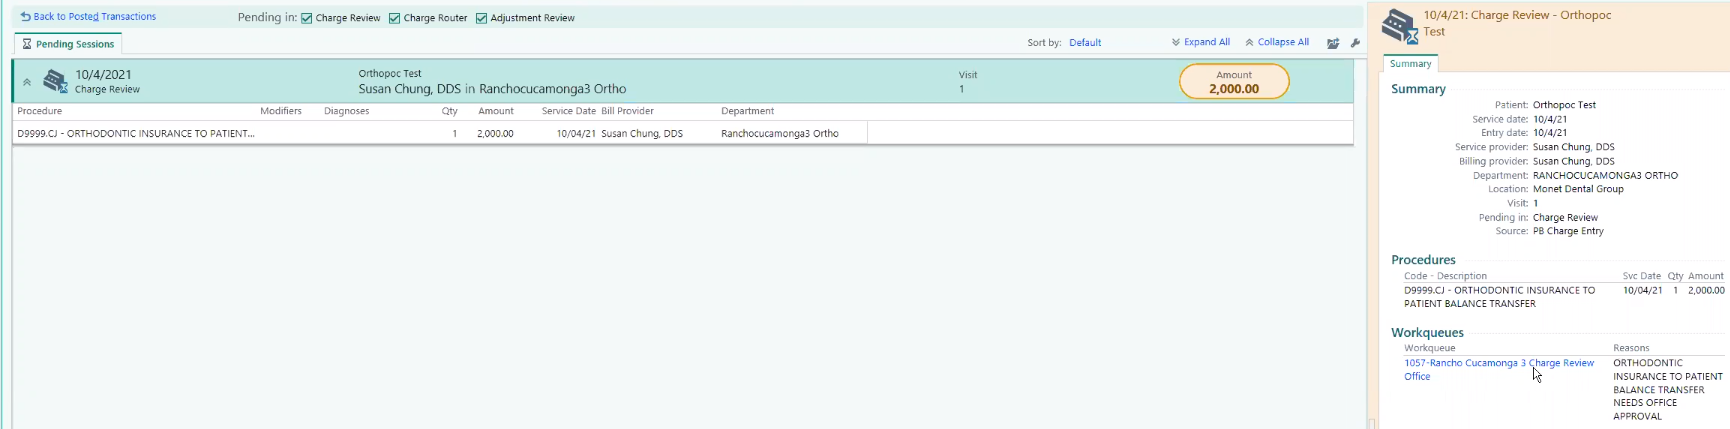 Back to Posted Transactions
Pending in: Charge Review Charge Router Adjustment Review
Pending Sessions
Sort by: Default Expand All Collapse All
10/4/2021
Charge Review
Orthopoc Test
Susan Chung, DDS in Ranchocucamonga3 Ortho
Visit
1
Amount
2,000.00
Procedure Modifiers Diagnoses Qty Amount Service Date Bill Provider Department
D9999.CJ - ORTHODONTIC INSURANCE TO PATIENT... 1 2,000.00 10/04/21 Susan Chung, DDS Ranchocucamonga3 Ortho
10/4/21: Charge Review - Orthopoc
Test
Summary
Summary
Patient: Orthopoc Test
Service date: 10/4/21
Entry date: 10/4/21
Service provider: Susan Chung, DDS
Billing provider: Susan Chung, DDS
Department: RANCHOCUCAMONGA3 ORTHO
Location: Monet Dental Group
Visit: 1
Pending in: Charge Review
Source: PB Charge Entry
Procedures
Code - Description Svc Date Qty Amount
D9999.CJ - ORTHODONTIC INSURANCE TO 10/04/21 1 2,000.00
PATIENT BALANCE TRANSFER
Workqueues
Workqueue Reasons
1057-Rancho Cucamonga 3 Charge Review ORTHODONTIC
Office INSURANCE TO PATIENT
BALANCE TRANSFER
NEEDS OFFICE
APPROVAL